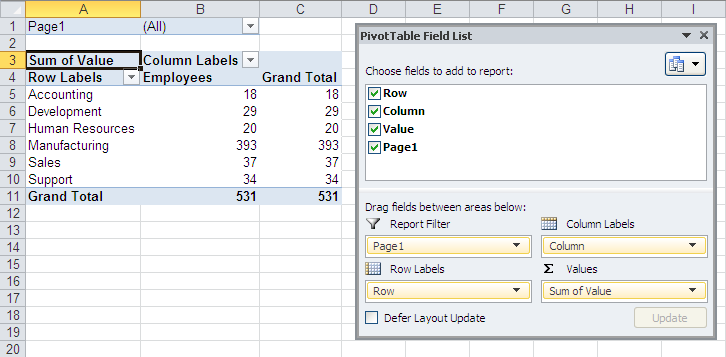 A B C D E F G H I
1 Page1 (All)
2
3 Sum of Value Column Labels
4 Row Labels Employees Grand Total
5 Accounting 18 18
6 Development 29 29
7 Human Resources 20 20
8 Manufacturing 393 393
9 Sales 37 37
10 Support 34 34
11 Grand Total 531 531
12
13
14
15
16
17
18
19
20
PivotTable Field List
Choose fields to add to report:
Row
Column
Value
Page1
Drag fields between areas below:
Report Filter Column Labels
Page1 Column
Row Labels Σ Values
Row Sum of Value
Defer Layout Update Update